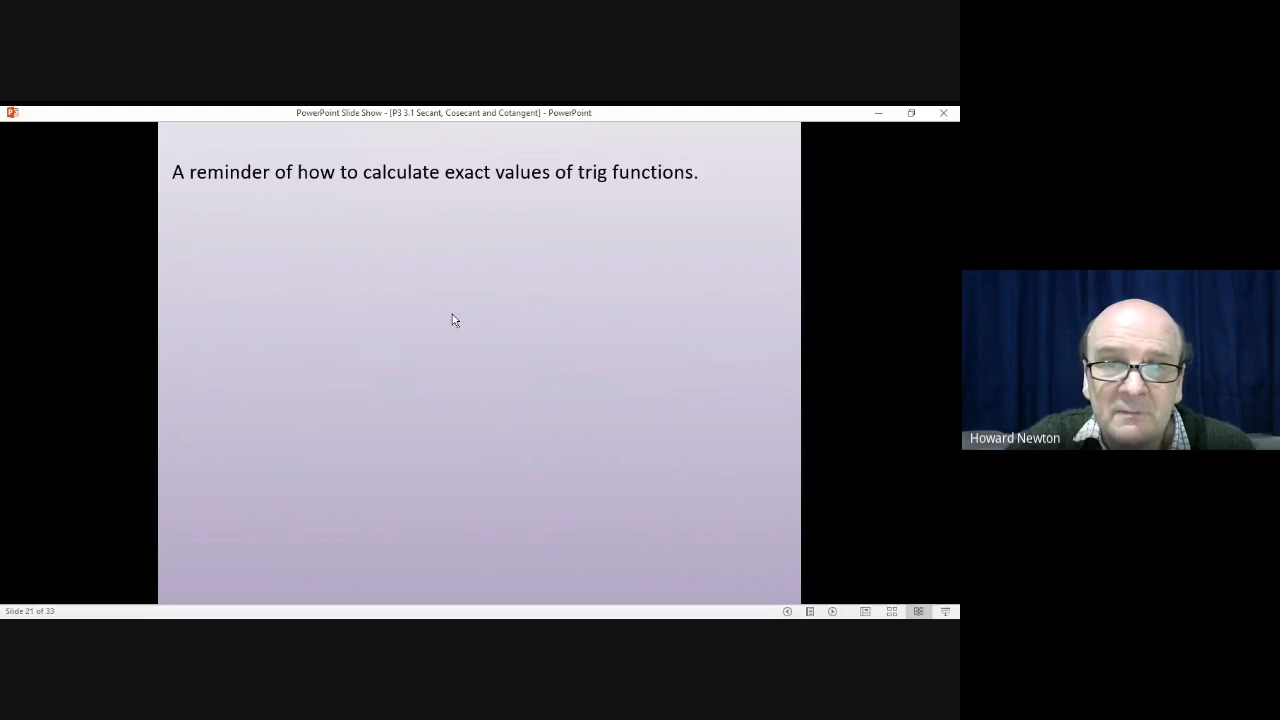 PowerPoint Slide Show - [P3 3.1 Secant, Cosecant and Cotangent] - PowerPoint
A reminder of how to calculate exact values of trig functions.
Howard Newton
Slide 21 of 33